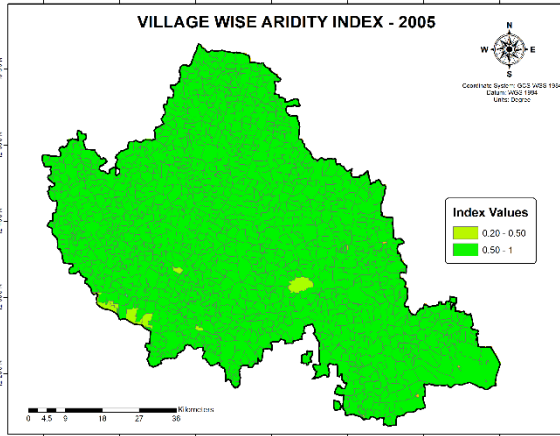 VILLAGE WISE ARIDITY INDEX - 2005
N
W E
S
Coordinate System: GCS WGS 1984
Datum: WGS 1984
Units: Degree
Index Values
0.20 - 0.50
0.50 - 1
Kilometers
0 4.5 9 18 27 36